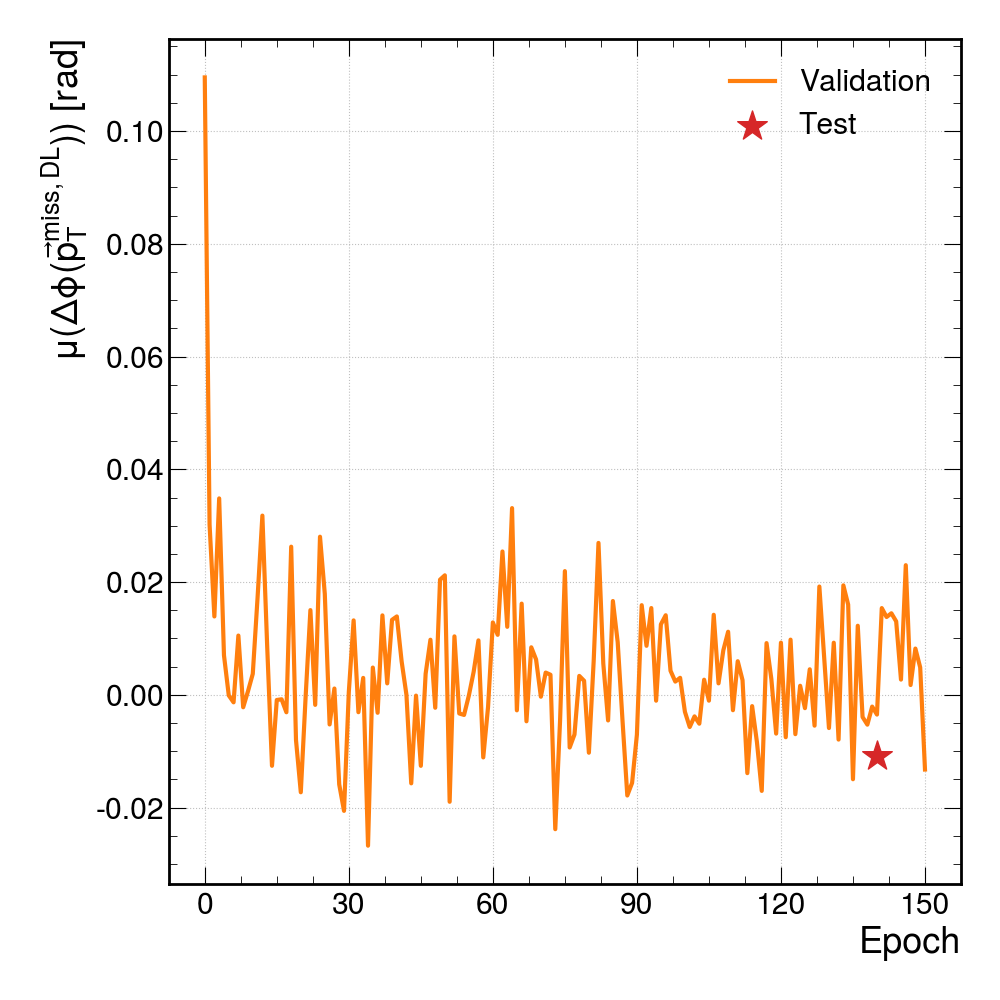 μ(Δϕ(p⃗_T^miss, DL)) [rad]
Validation
Test
0.10
0.08
0.06
0.04
0.02
0.00
-0.02
0 30 60 90 120 150
Epoch